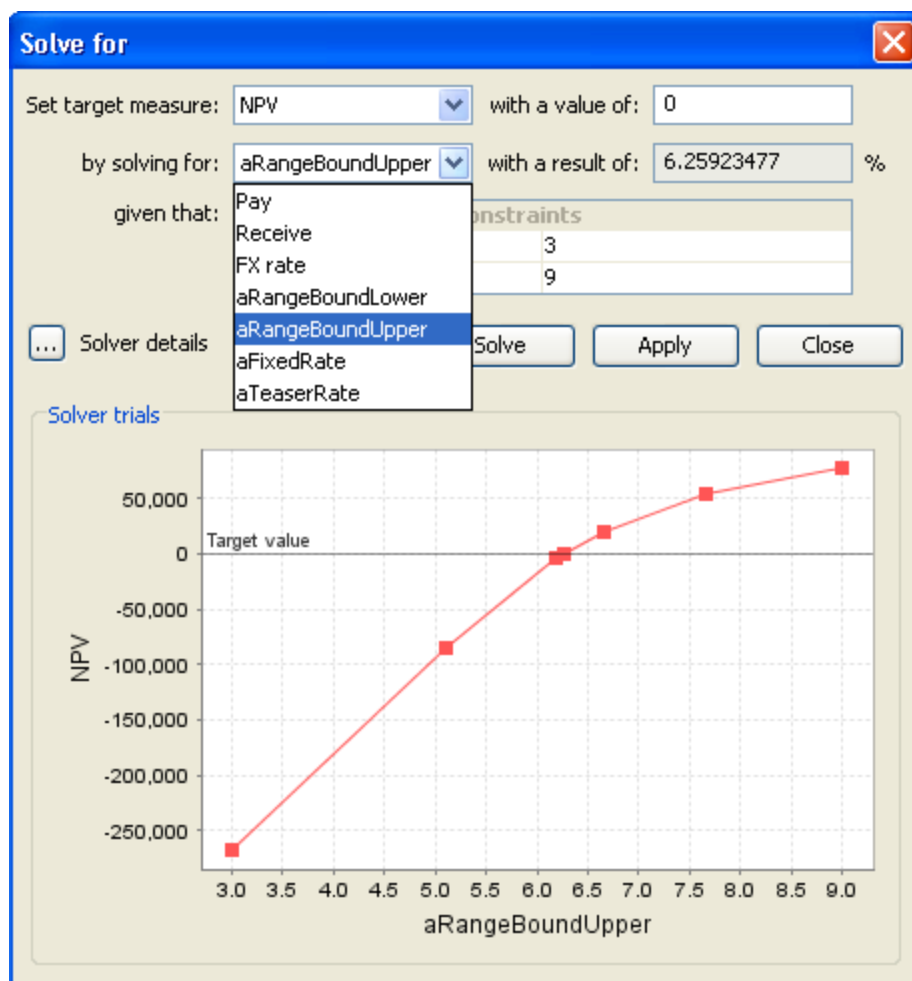 Solve for
Set target measure: NPV with a value of: 0
by solving for: aRangeBoundUpper with a result of: 6.25923477 %
given that:
Pay
Receive
FX rate
aRangeBoundLower
aRangeBoundUpper
aFixedRate
aTeaserRate
3
9
... Solver details Solve Apply Close
Solver trials
50,000
Target value
0
-50,000
-100,000
-150,000
-200,000
-250,000
NPV
3.0 3.5 4.0 4.5 5.0 5.5 6.0 6.5 7.0 7.5 8.0 8.5 9.0
aRangeBoundUpper